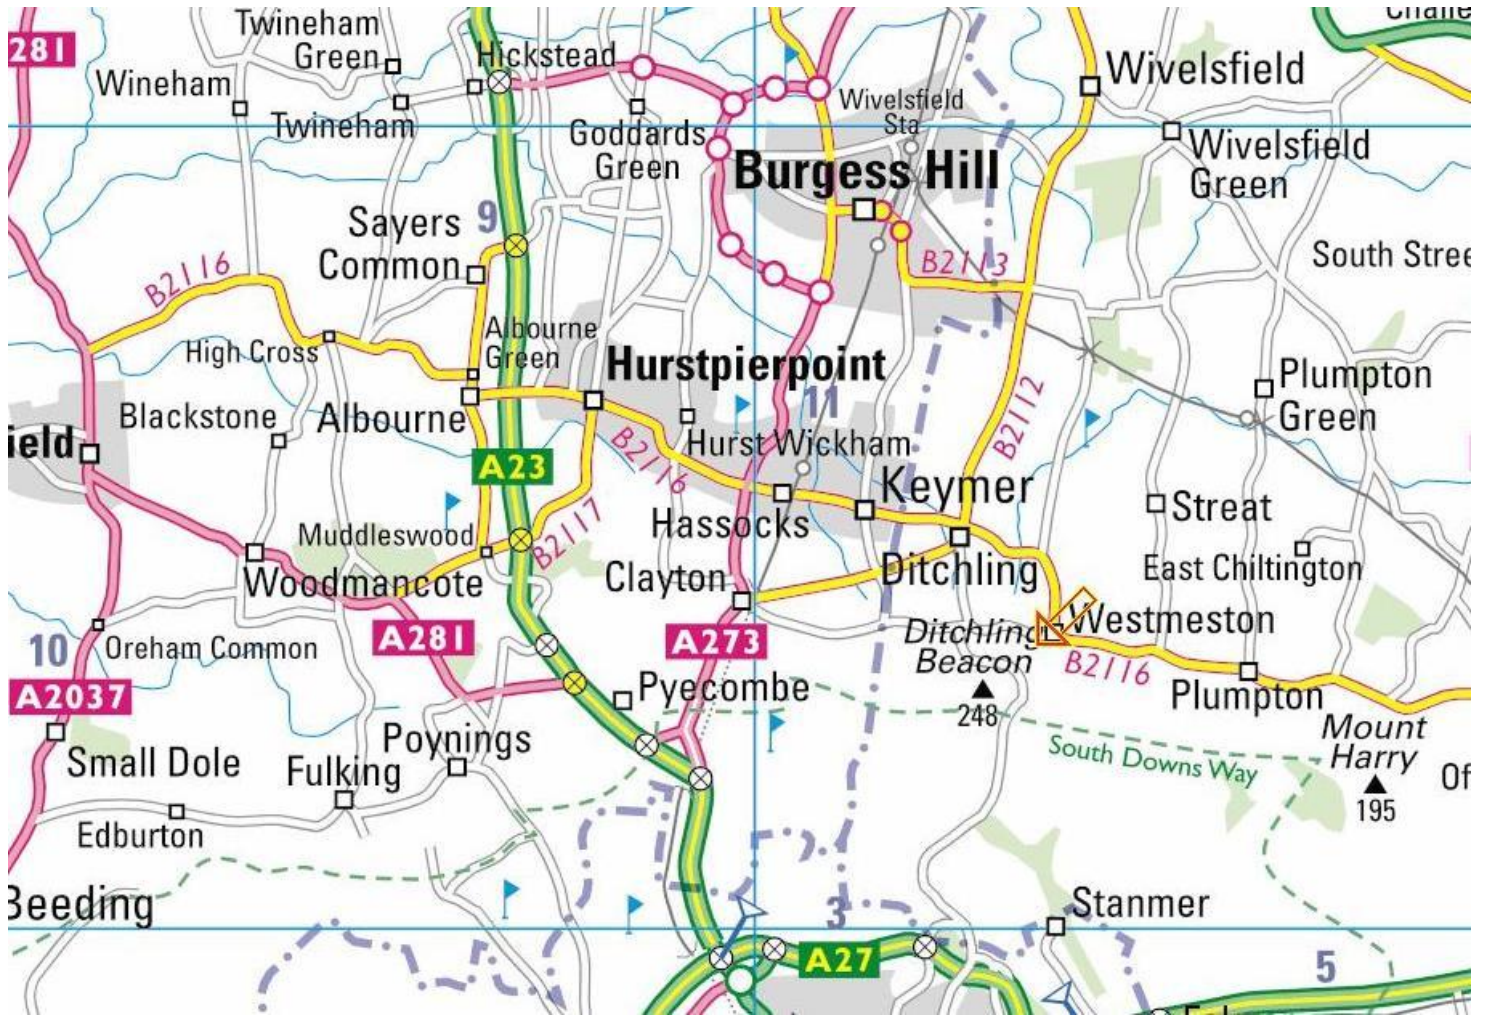 281
Twineham
Green
Hickstead
Challe
Wineham
Twineham
Goddards
Green
Wivelsfield
Sta
Wivelsfield
Burgess Hill
Wivelsfield
Green
9
Sayers
Common
B2116
B2113
South Stree
High Cross
Albourne
Green
Hurstpierpoint
11
B2112
Plumpton
Green
Blackstone
Albourne
ield
A23
B2116
Hurst Wickham
Keymer
Hassocks
Streat
Muddleswood
B2117
Woodmancote
Clayton
Ditchling
East Chiltington
10
Oreham Common
A281
A273
Ditchling
Beacon
248
Westmeston
B2116
A2037
Pyecombe
Plumpton
Small Dole
Fulking
Poynings
South Downs Way
Mount
Harry
195
Of
Edburton
Beeding
3
Stanmer
A27
5